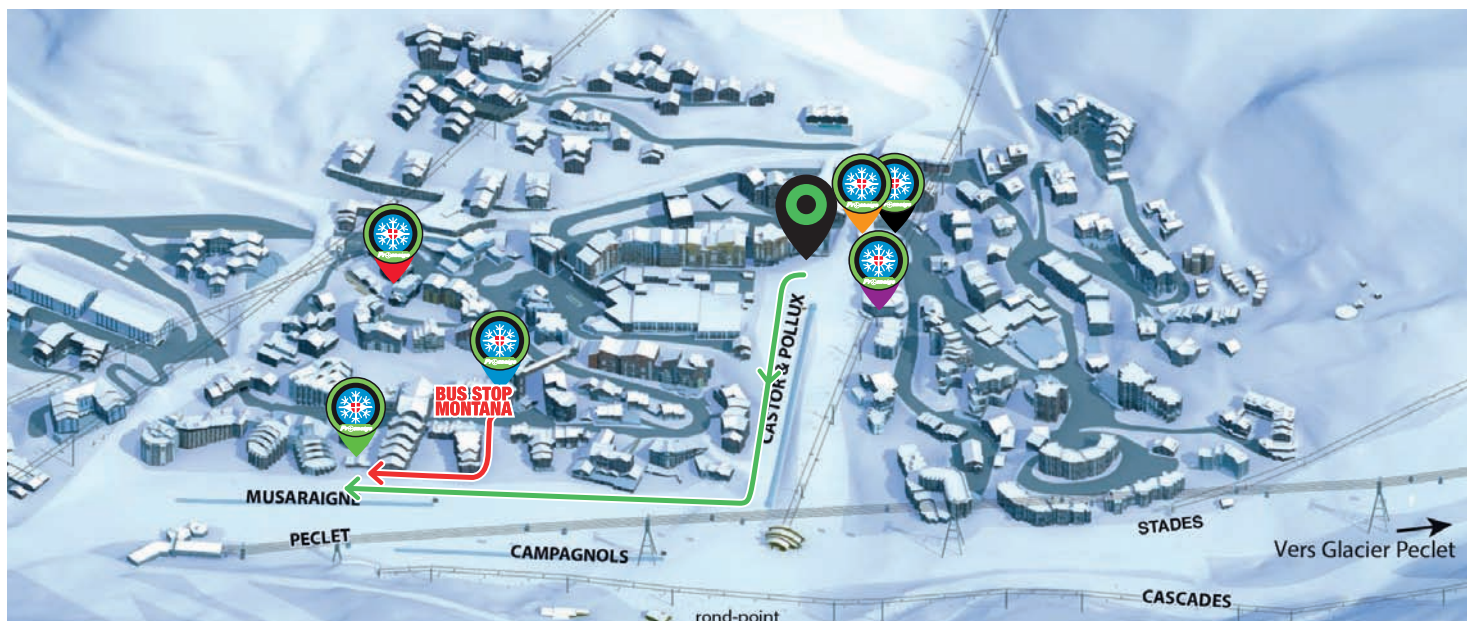 BUS STOP
MONTANA
CASTOR & POLLUX
MUSARAIGNE
PECLET
CAMPAGNOLS
STADES
Vers Glacier Peclet
CASCADES
rond-point